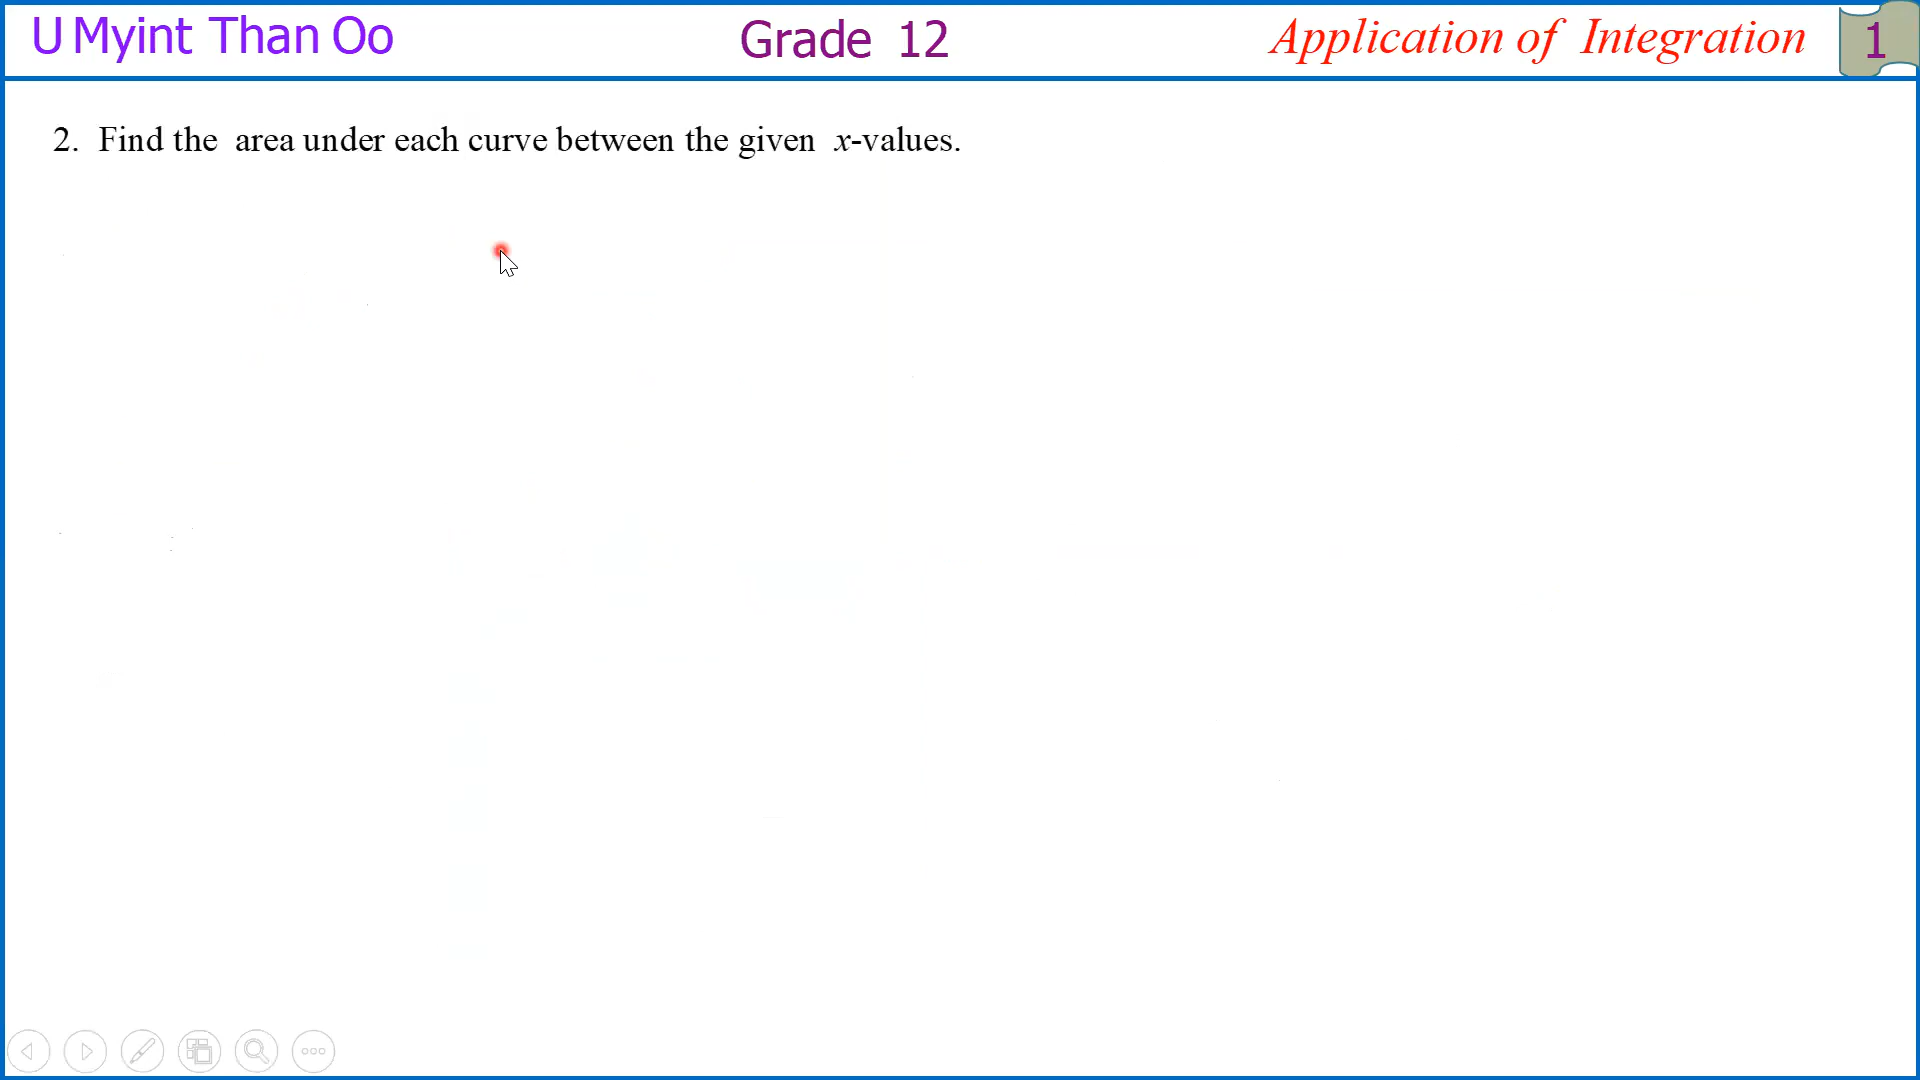 U Myint Than Oo
Grade 12
Application of Integration
1
2. Find the area under each curve between the given x-values.